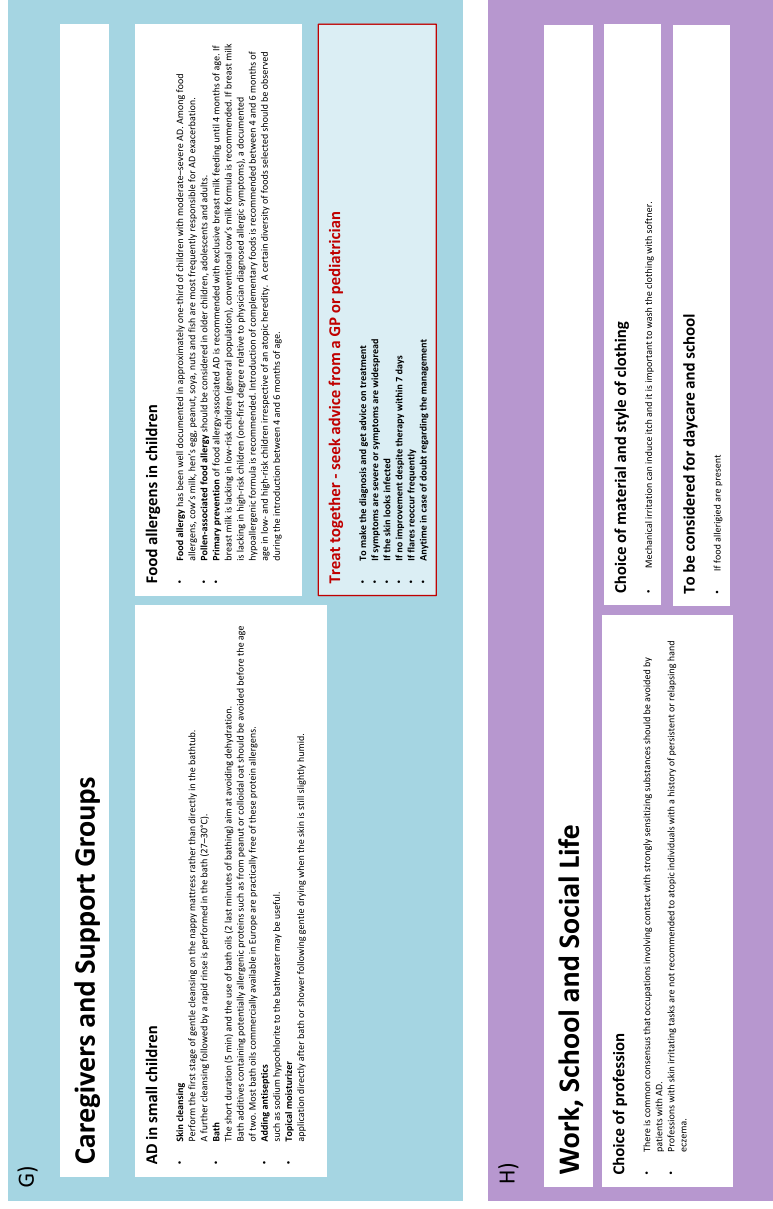 G)
Caregivers and Support Groups
AD in small children
• Skin cleansing
Perform the first stage of gentle cleansing on the nappy mattress rather than directly in the bathtub.
A further cleansing followed by a rapid rinse is performed in the bath (27–30°C).
• Bath
The short duration (5 min) and the use of bath oils (2 last minutes of bathing) aim at avoiding dehydration.
Bath additives containing potentially allergenic proteins such as from peanut or colloidal oat should be avoided before the age
of two. Most bath oils commercially available in Europe are practically free of these protein allergens.
• Adding antiseptics
such as sodium hypochlorite to the bathwater may be useful.
• Topical moisturizer
application directly after bath or shower following gentle drying when the skin is still slightly humid.
Food allergens in children
• Food allergy has been well documented in approximately one-third of children with moderate–severe AD. Among food
allergens, cow's milk, hen's egg, peanut, soya, nuts and fish are most frequently responsible for AD exacerbation.
• Pollen-associated food allergy should be considered in older children, adolescents and adults.
• Primary prevention of food allergy-associated AD is recommended with exclusive breast milk feeding until 4 months of age. If
breast milk is lacking in low-risk children (general population), conventional cow's milk formula is recommended. If breast milk
is lacking in high-risk children (one-first degree relative to physician diagnosed allergic symptoms), a documented
hypoallergenic formula is recommended. Introduction of complementary foods is recommended between 4 and 6 months of
age in low- and high-risk children irrespective of an atopic heredity. A certain diversity of foods selected should be observed
during the introduction between 4 and 6 months of age.
Treat together - seek advice from a GP or pediatrician
• To make the diagnosis and get advice on treatment
• If symptoms are severe or symptoms are widespread
• If the skin looks infected
• If no improvement despite therapy within 7 days
• If flares reoccur frequently
• Anytime in case of doubt regarding the management
H)
Work, School and Social Life
Choice of profession
• There is common consensus that occupations involving contact with strongly sensitizing substances should be avoided by
patients with AD.
• Professions with skin irritating tasks are not recommended to atopic individuals with a history of persistent or relapsing hand
eczema.
Choice of material and style of clothing
• Mechanical irritation can induce itch and it is important to wash the clothing with softner.
To be considered for daycare and school
• If food allerigied are present